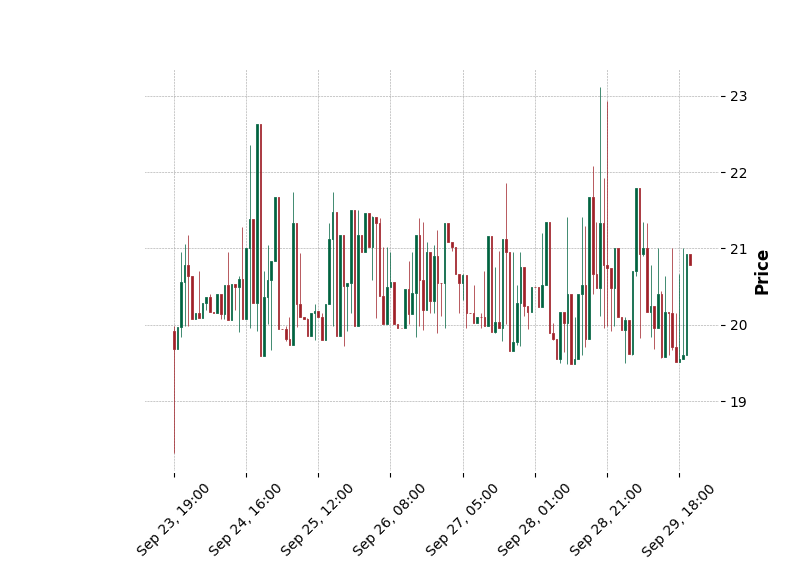 23
22
21
20
19
Price
Sep 23, 19:00
Sep 24, 16:00
Sep 25, 12:00
Sep 26, 08:00
Sep 27, 05:00
Sep 28, 01:00
Sep 28, 21:00
Sep 29, 18:00